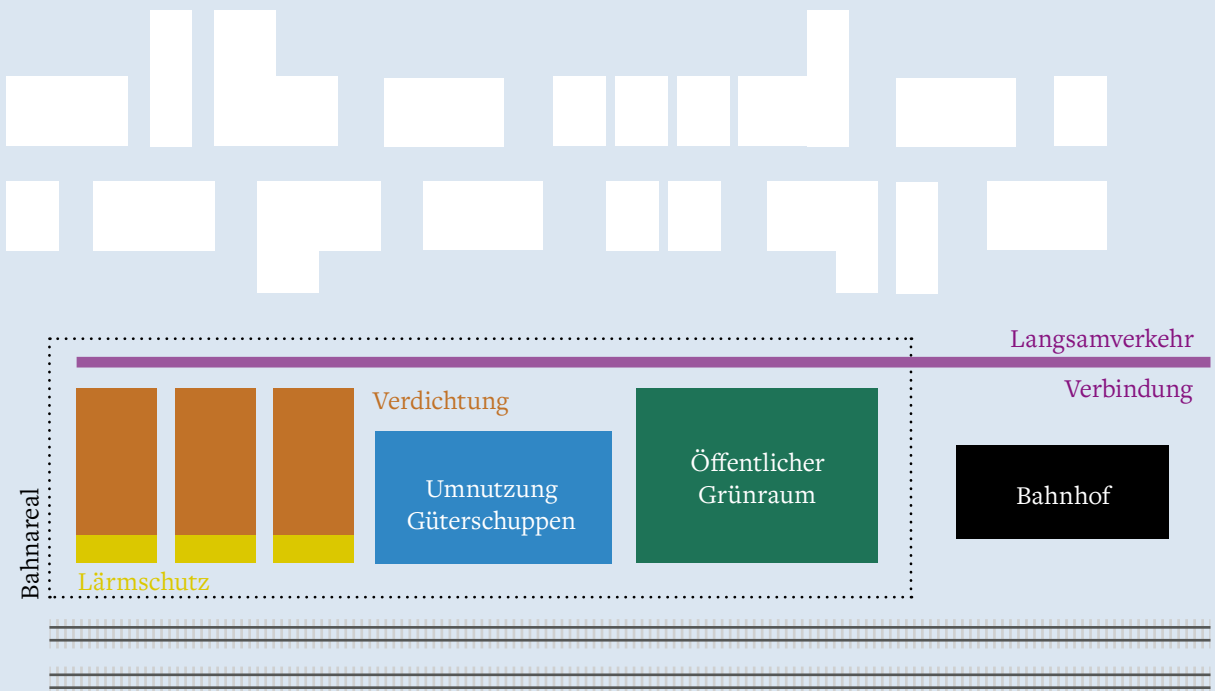 Langsamverkehr
Verbindung
Verdichtung
Öffentlicher
Grünraum
Umnutzung
Güterschuppen
Bahnhof
Bahnareal
Lärmschutz